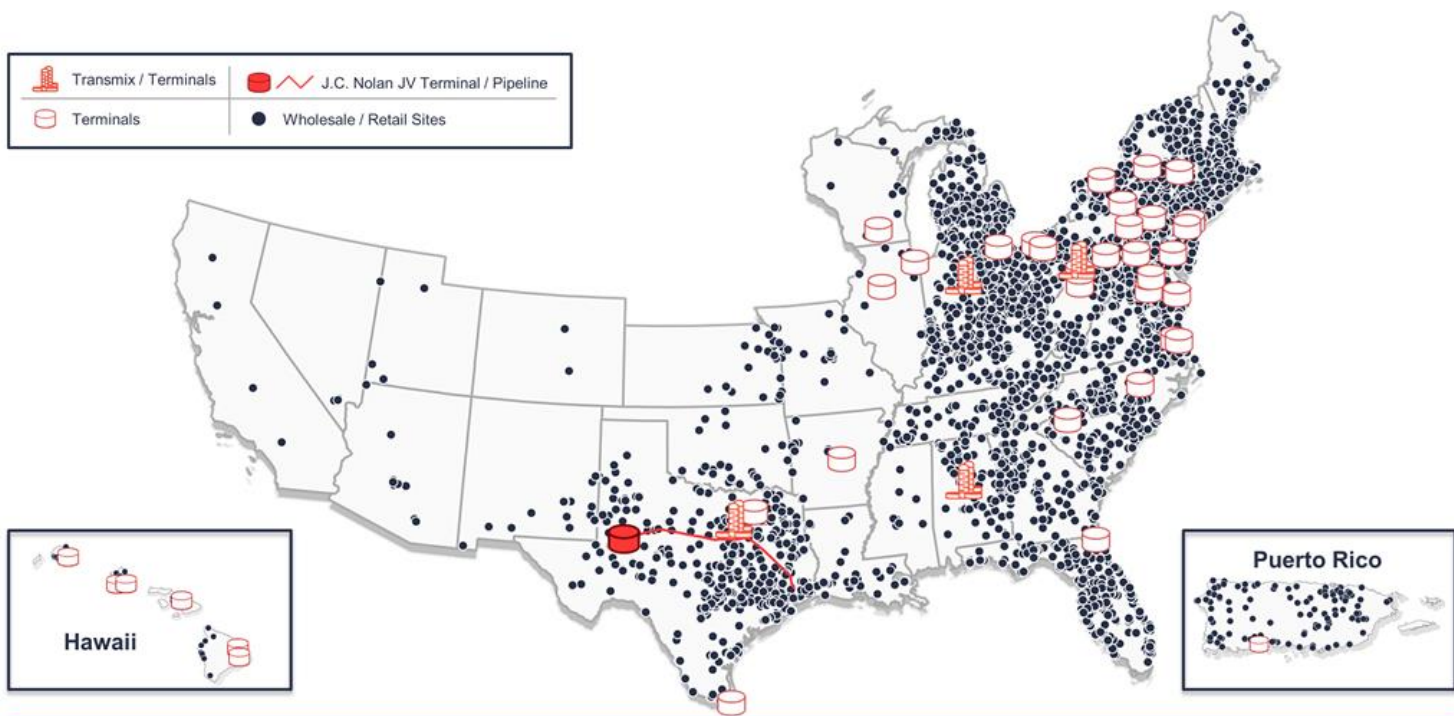 Transmix / Terminals
J.C. Nolan JV Terminal / Pipeline
Terminals
Wholesale / Retail Sites
Hawaii
Puerto Rico